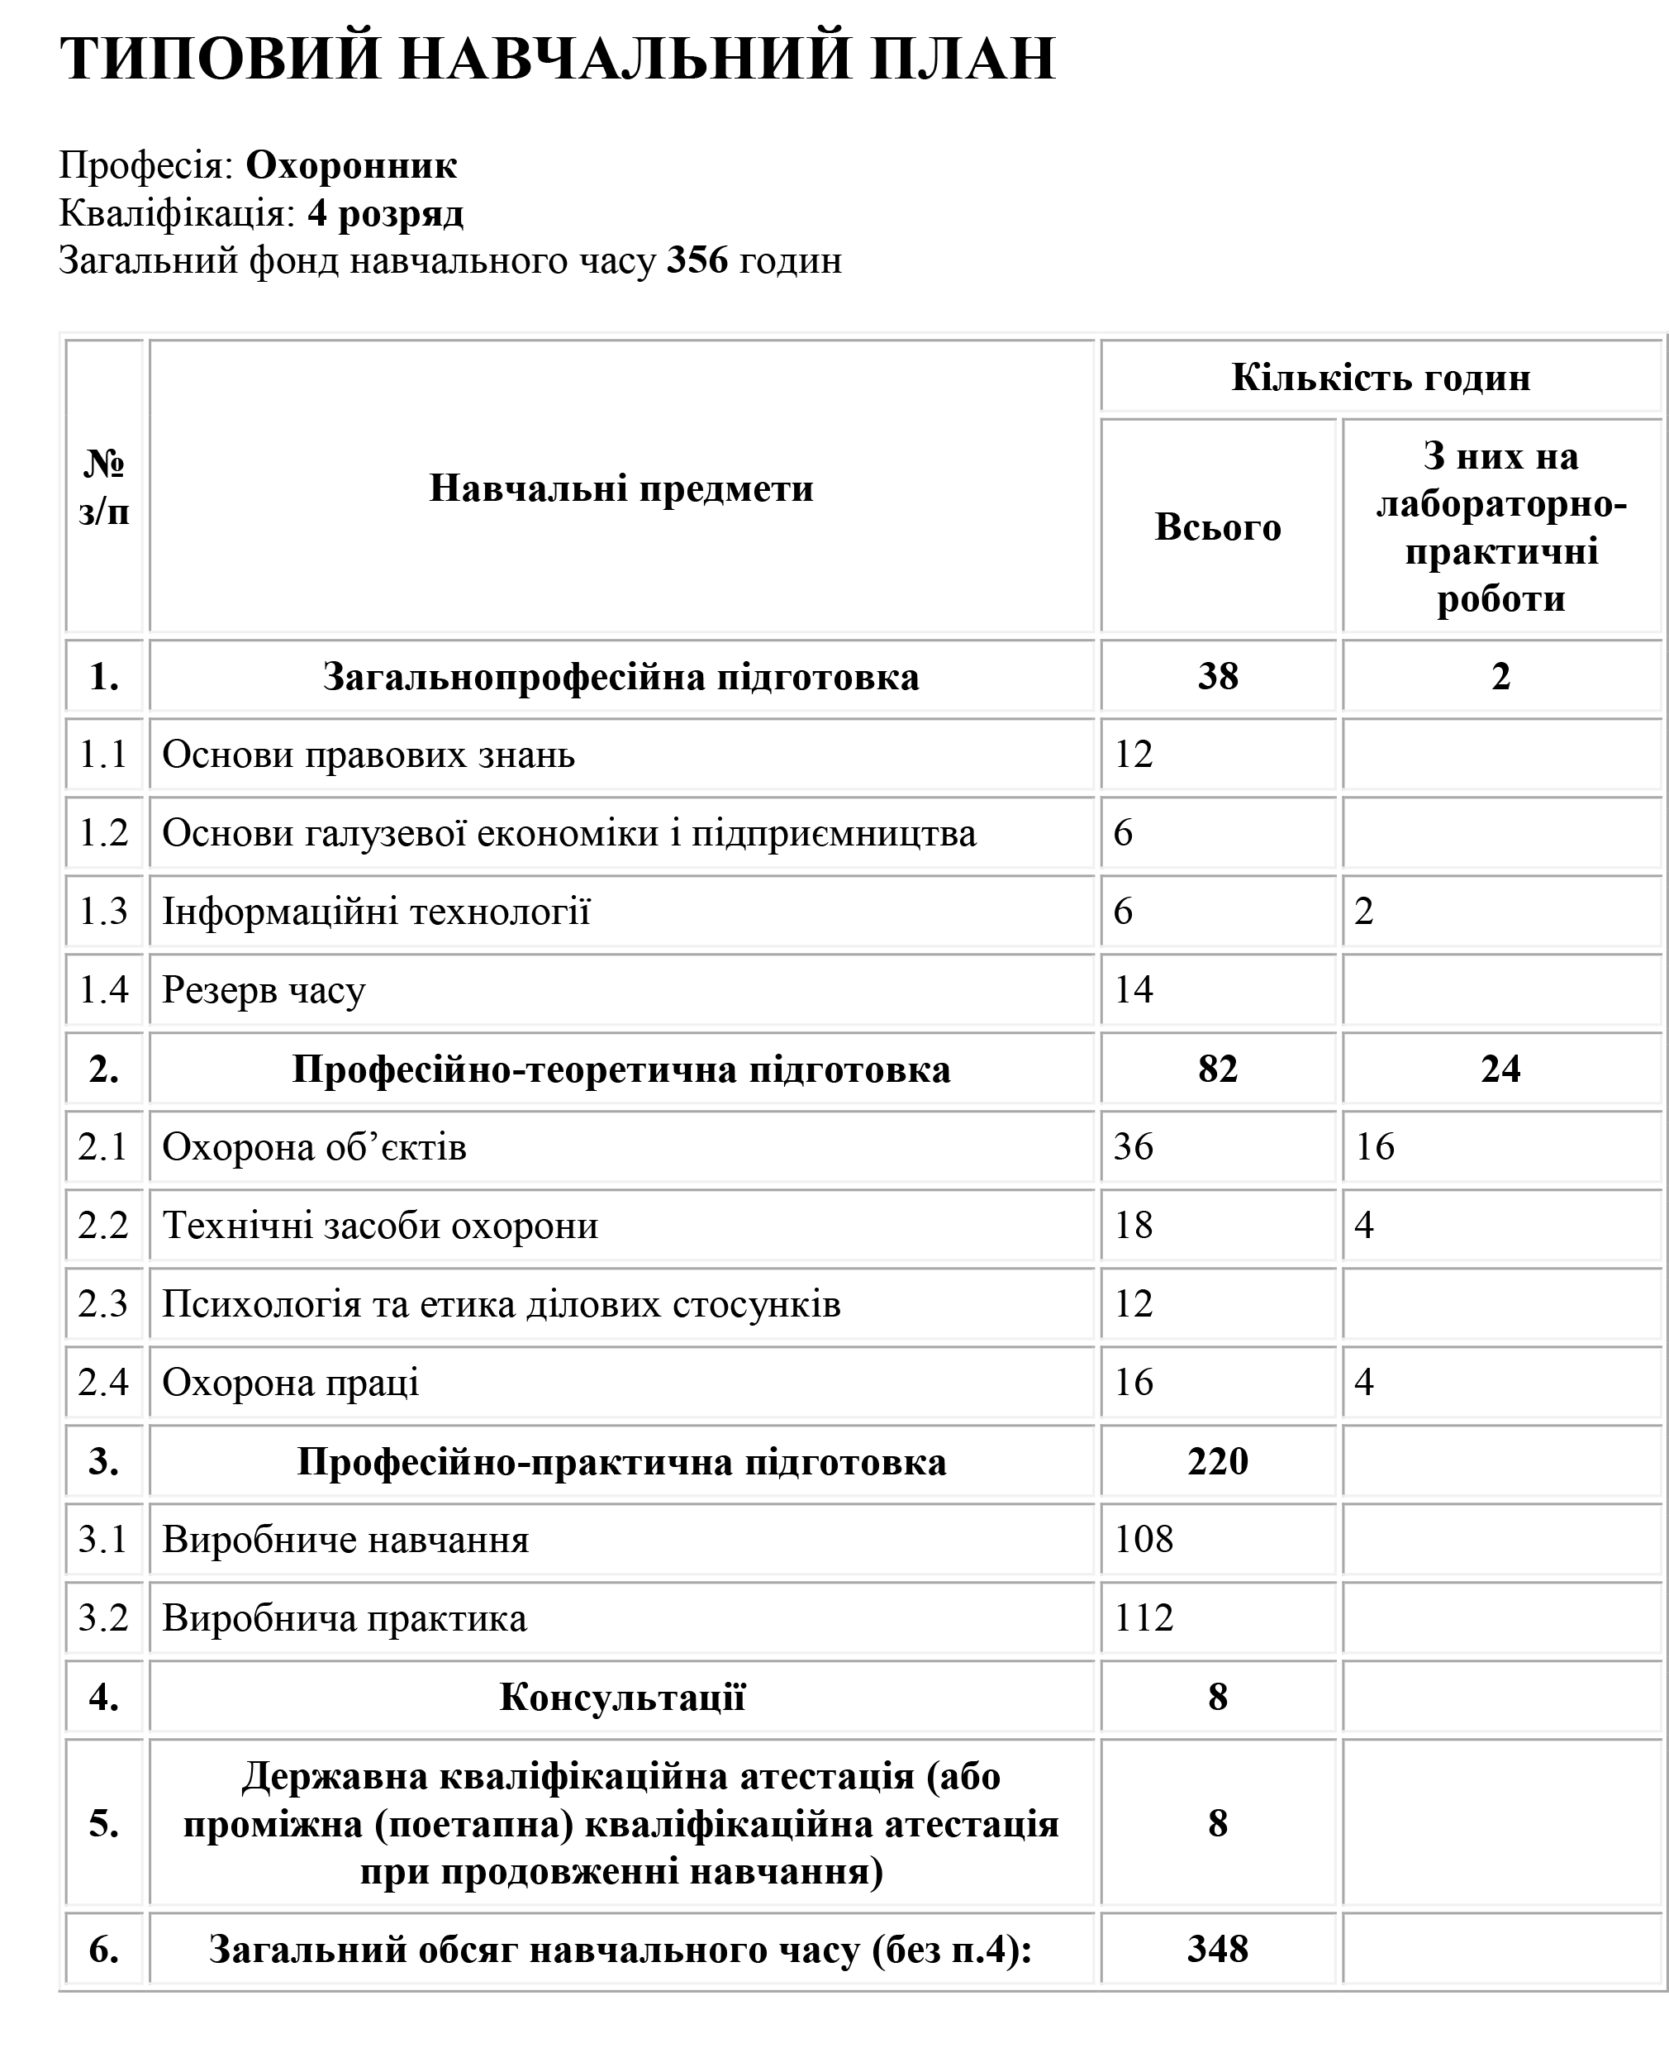 ТИПОВИЙ НАВЧАЛЬНИЙ ПЛАН
Професія: Охоронник
Кваліфікація: 4 розряд
Загальний фонд навчального часу 356 годин
№ з/п
Навчальні предмети
Кількість годин
Всього
З них на
лабораторно-
практичні
роботи
1. Загальнопрофесійна підготовка 38 2
1.1 Основи правових знань 12
1.2 Основи галузевої економіки і підприємництва 6
1.3 Інформаційні технології 6 2
1.4 Резерв часу 14
2. Професійно-теоретична підготовка 82 24
2.1 Охорона об’єктів 36 16
2.2 Технічні засоби охорони 18 4
2.3 Психологія та етика ділових стосунків 12
2.4 Охорона праці 16 4
3. Професійно-практична підготовка 220
3.1 Виробниче навчання 108
3.2 Виробнича практика 112
4. Консультації 8
5. Державна кваліфікаційна атестація (або
проміжна (поетапна) кваліфікаційна атестація
при продовженні навчання) 8
6. Загальний обсяг навчального часу (без п.4): 348